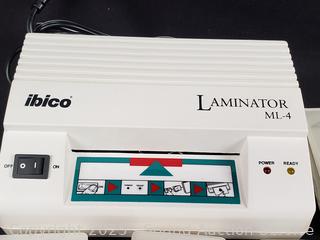 ibico
LAMINATOR
ML-4
OFF
ON
POWER
READY